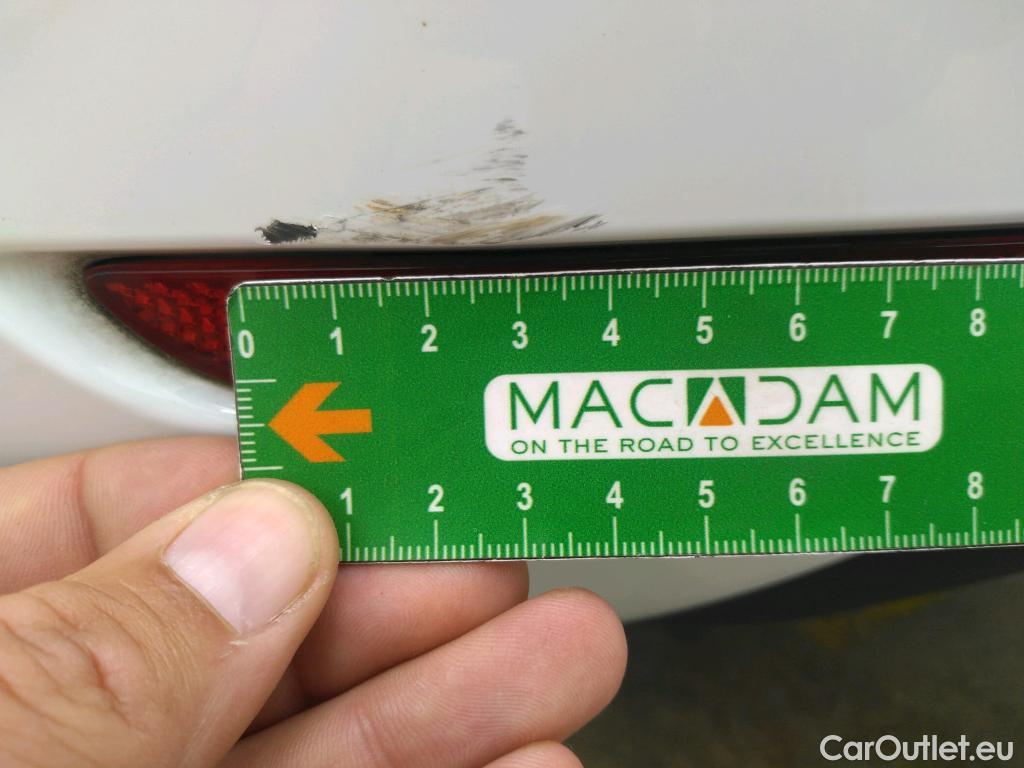 0 1 2 3 4 5 6 7 8
MACADAM
ON THE ROAD TO EXCELLENCE
1 2 3 4 5 6 7 8
CarOutlet.eu